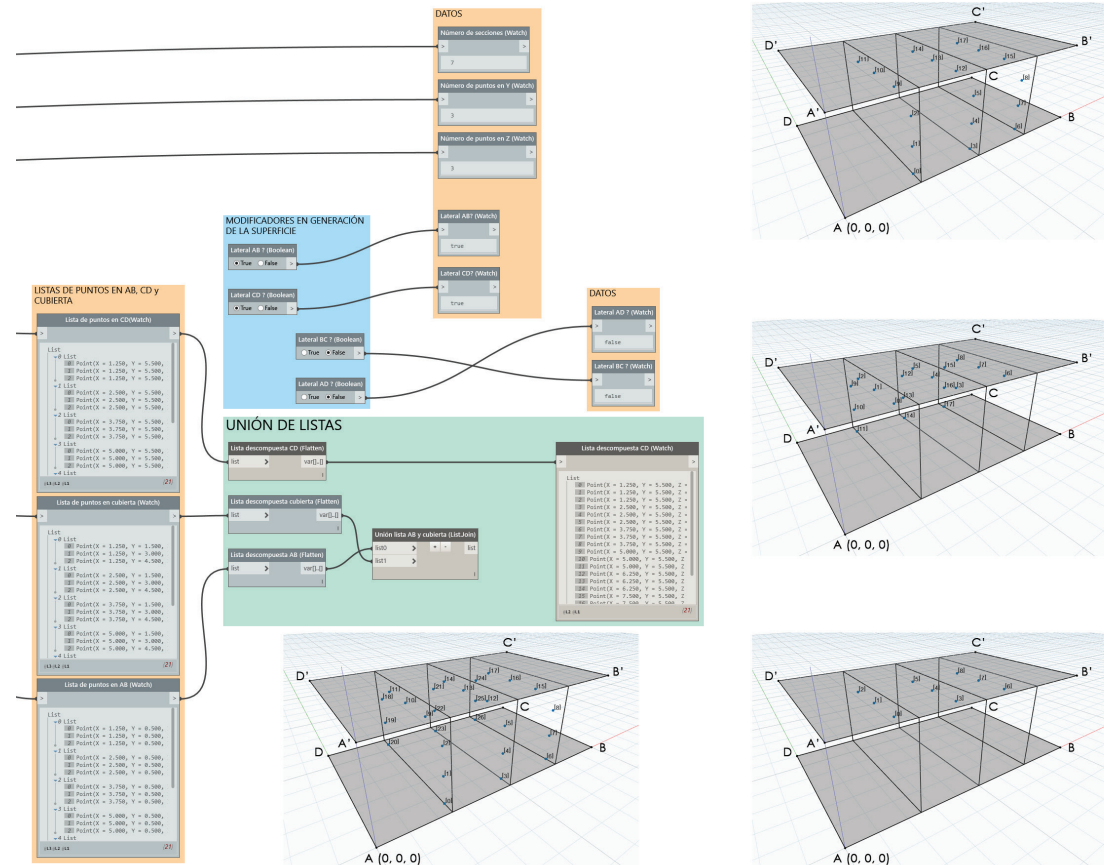 DATOS
Número de secciones (Watch)
7
Número de puntos en Y (Watch)
3
Número de puntos en Z (Watch)
3
Lateral AB? (Watch)
true
Lateral CD? (Watch)
true
MODIFICADORES EN GENERACIÓN
DE LA SUPERFICIE
Lateral AB ? (Boolean)
True False
Lateral CD ? (Boolean)
True False
Lateral BC ? (Boolean)
True False
Lateral AD ? (Boolean)
True False
DATOS
Lateral AD ? (Watch)
false
Lateral BC ? (Watch)
false
LISTAS DE PUNTOS EN AB, CD y
CUBIERTA
Lista de puntos en CD(Watch)
List
0 List
0 Point(X = 1.250, Y = 5.500,
1 Point(X = 1.250, Y = 5.500,
2 Point(X = 1.250, Y = 5.500,
1 List
0 Point(X = 2.500, Y = 5.500,
1 Point(X = 2.500, Y = 5.500,
2 Point(X = 2.500, Y = 5.500,
2 List
0 Point(X = 3.750, Y = 5.500,
1 Point(X = 3.750, Y = 5.500,
2 Point(X = 3.750, Y = 5.500,
3 List
0 Point(X = 5.000, Y = 5.500,
1 Point(X = 5.000, Y = 5.500,
2 Point(X = 5.000, Y = 5.500,
4 List
{21}
Lista de puntos en cubierta (Watch)
List
0 List
0 Point(X = 1.250, Y = 1.500,
1 Point(X = 1.250, Y = 3.000,
2 Point(X = 1.250, Y = 4.500,
1 List
0 Point(X = 2.500, Y = 1.500,
1 Point(X = 2.500, Y = 3.000,
2 Point(X = 2.500, Y = 4.500,
2 List
0 Point(X = 3.750, Y = 1.500,
1 Point(X = 3.750, Y = 3.000,
2 Point(X = 3.750, Y = 4.500,
3 List
0 Point(X = 5.000, Y = 1.500,
1 Point(X = 5.000, Y = 3.000,
2 Point(X = 5.000, Y = 4.500,
4 List
{21}
Lista de puntos en AB (Watch)
List
0 List
0 Point(X = 1.250, Y = 0.500,
1 Point(X = 1.250, Y = 0.500,
2 Point(X = 1.250, Y = 0.500,
1 List
0 Point(X = 2.500, Y = 0.500,
1 Point(X = 2.500, Y = 0.500,
2 Point(X = 2.500, Y = 0.500,
2 List
0 Point(X = 3.750, Y = 0.500,
1 Point(X = 3.750, Y = 0.500,
2 Point(X = 3.750, Y = 0.500,
3 List
0 Point(X = 5.000, Y = 0.500,
1 Point(X = 5.000, Y = 0.500,
2 Point(X = 5.000, Y = 0.500,
4 List
{21}
UNIÓN DE LISTAS
Lista descompuesta CD (Flatten)
list var[]..[]
Lista descompuesta cubierta (Flatten)
list var[]..[]
Lista descompuesta AB (Flatten)
list var[]..[]
Unión lista AB y cubierta (List.Join)
list0 + - list
list1
Lista descompuesta CD (Watch)
List
0 Point(X = 1.250, Y = 5.500, Z =
1 Point(X = 1.250, Y = 5.500, Z =
2 Point(X = 1.250, Y = 5.500, Z =
3 Point(X = 2.500, Y = 5.500, Z =
4 Point(X = 2.500, Y = 5.500, Z =
5 Point(X = 2.500, Y = 5.500, Z =
6 Point(X = 3.750, Y = 5.500, Z =
7 Point(X = 3.750, Y = 5.500, Z =
8 Point(X = 3.750, Y = 5.500, Z =
9 Point(X = 5.000, Y = 5.500, Z =
10 Point(X = 5.000, Y = 5.500, Z
11 Point(X = 5.000, Y = 5.500, Z
12 Point(X = 6.250, Y = 5.500, Z
13 Point(X = 6.250, Y = 5.500, Z
14 Point(X = 6.250, Y = 5.500, Z
15 Point(X = 7.500, Y = 5.500, Z
{21}
C'
D'
B'
A'
C
D
B
A (0, 0, 0)
C'
D'
B'
A'
C
D
B
A (0, 0, 0)
C'
D'
B'
A'
C
D
B
A (0, 0, 0)
C'
D'
B'
A'
C
D
B
A (0, 0, 0)